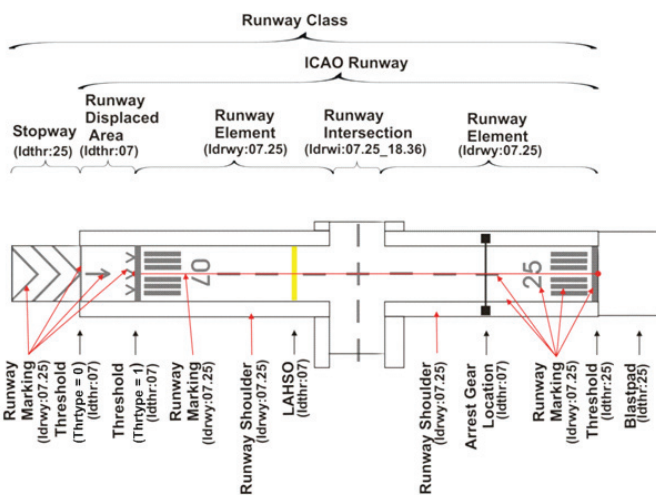 Runway Class
ICAO Runway
Runway
Displaced
Area
(Idthr:07)
Stopway
(Idthr:25)
Runway
Element
(Idrwy:07.25)
Runway
Intersection
(Idrwi:07.25_18.36)
Runway
Element
(Idrwy:07.25)
07
25
Runway
Marking
(Idrwy:07.25)
Threshold
(Thrtype = 0)
(Idthr:07)
Threshold
(Thrtype = 1)
(Idthr:07)
Runway
Marking
(Idrwy:07.25)
Runway Shoulder
(Idrwy:07.25)
LAHSO
(Idthr:07)
Runway Shoulder
(Idrwy:07.25)
Arrest Gear
Location
(Idthr:07)
Runway
Marking
(Idrwy:07.25)
Threshold
(Idthr:25)
Blastpad
(Idthr:25)